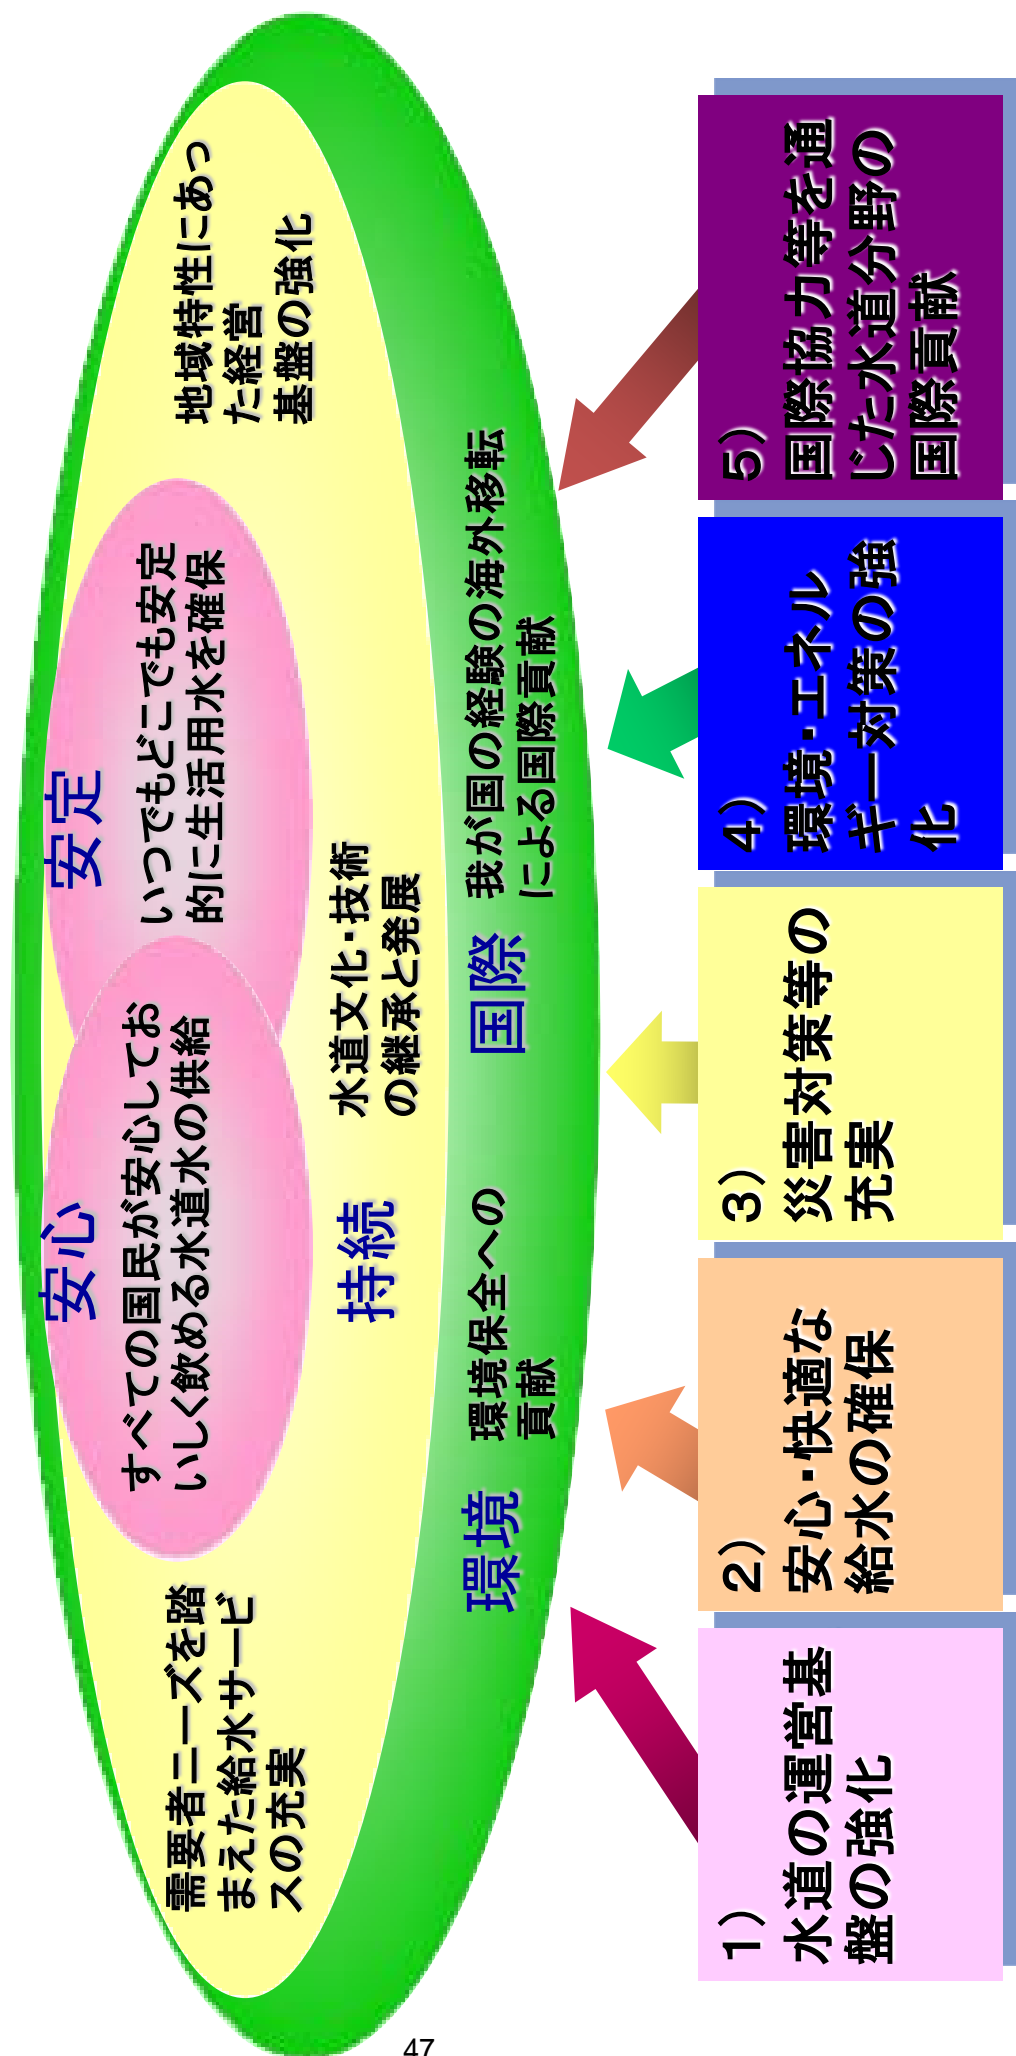 安心
すべての国民が安心してお
いしく飲める水道水の供給
安定
いつでもどこでも安定
的に生活用水を確保
需要者ニーズを踏
まえた給水サービ
スの充実
地域特性にあっ
た経営
基盤の強化
持続
水道文化・技術
の継承と発展
環境
環境保全への
貢献
国際
我が国の経験の海外移転
による国際貢献
1)
水道の運営基
盤の強化
2)
安心・快適な
給水の確保
3)
災害対策等の
充実
4)
環境・エネル
ギー対策の強
化
5)
国際協力等を通
じた水道分野の
国際貢献
47